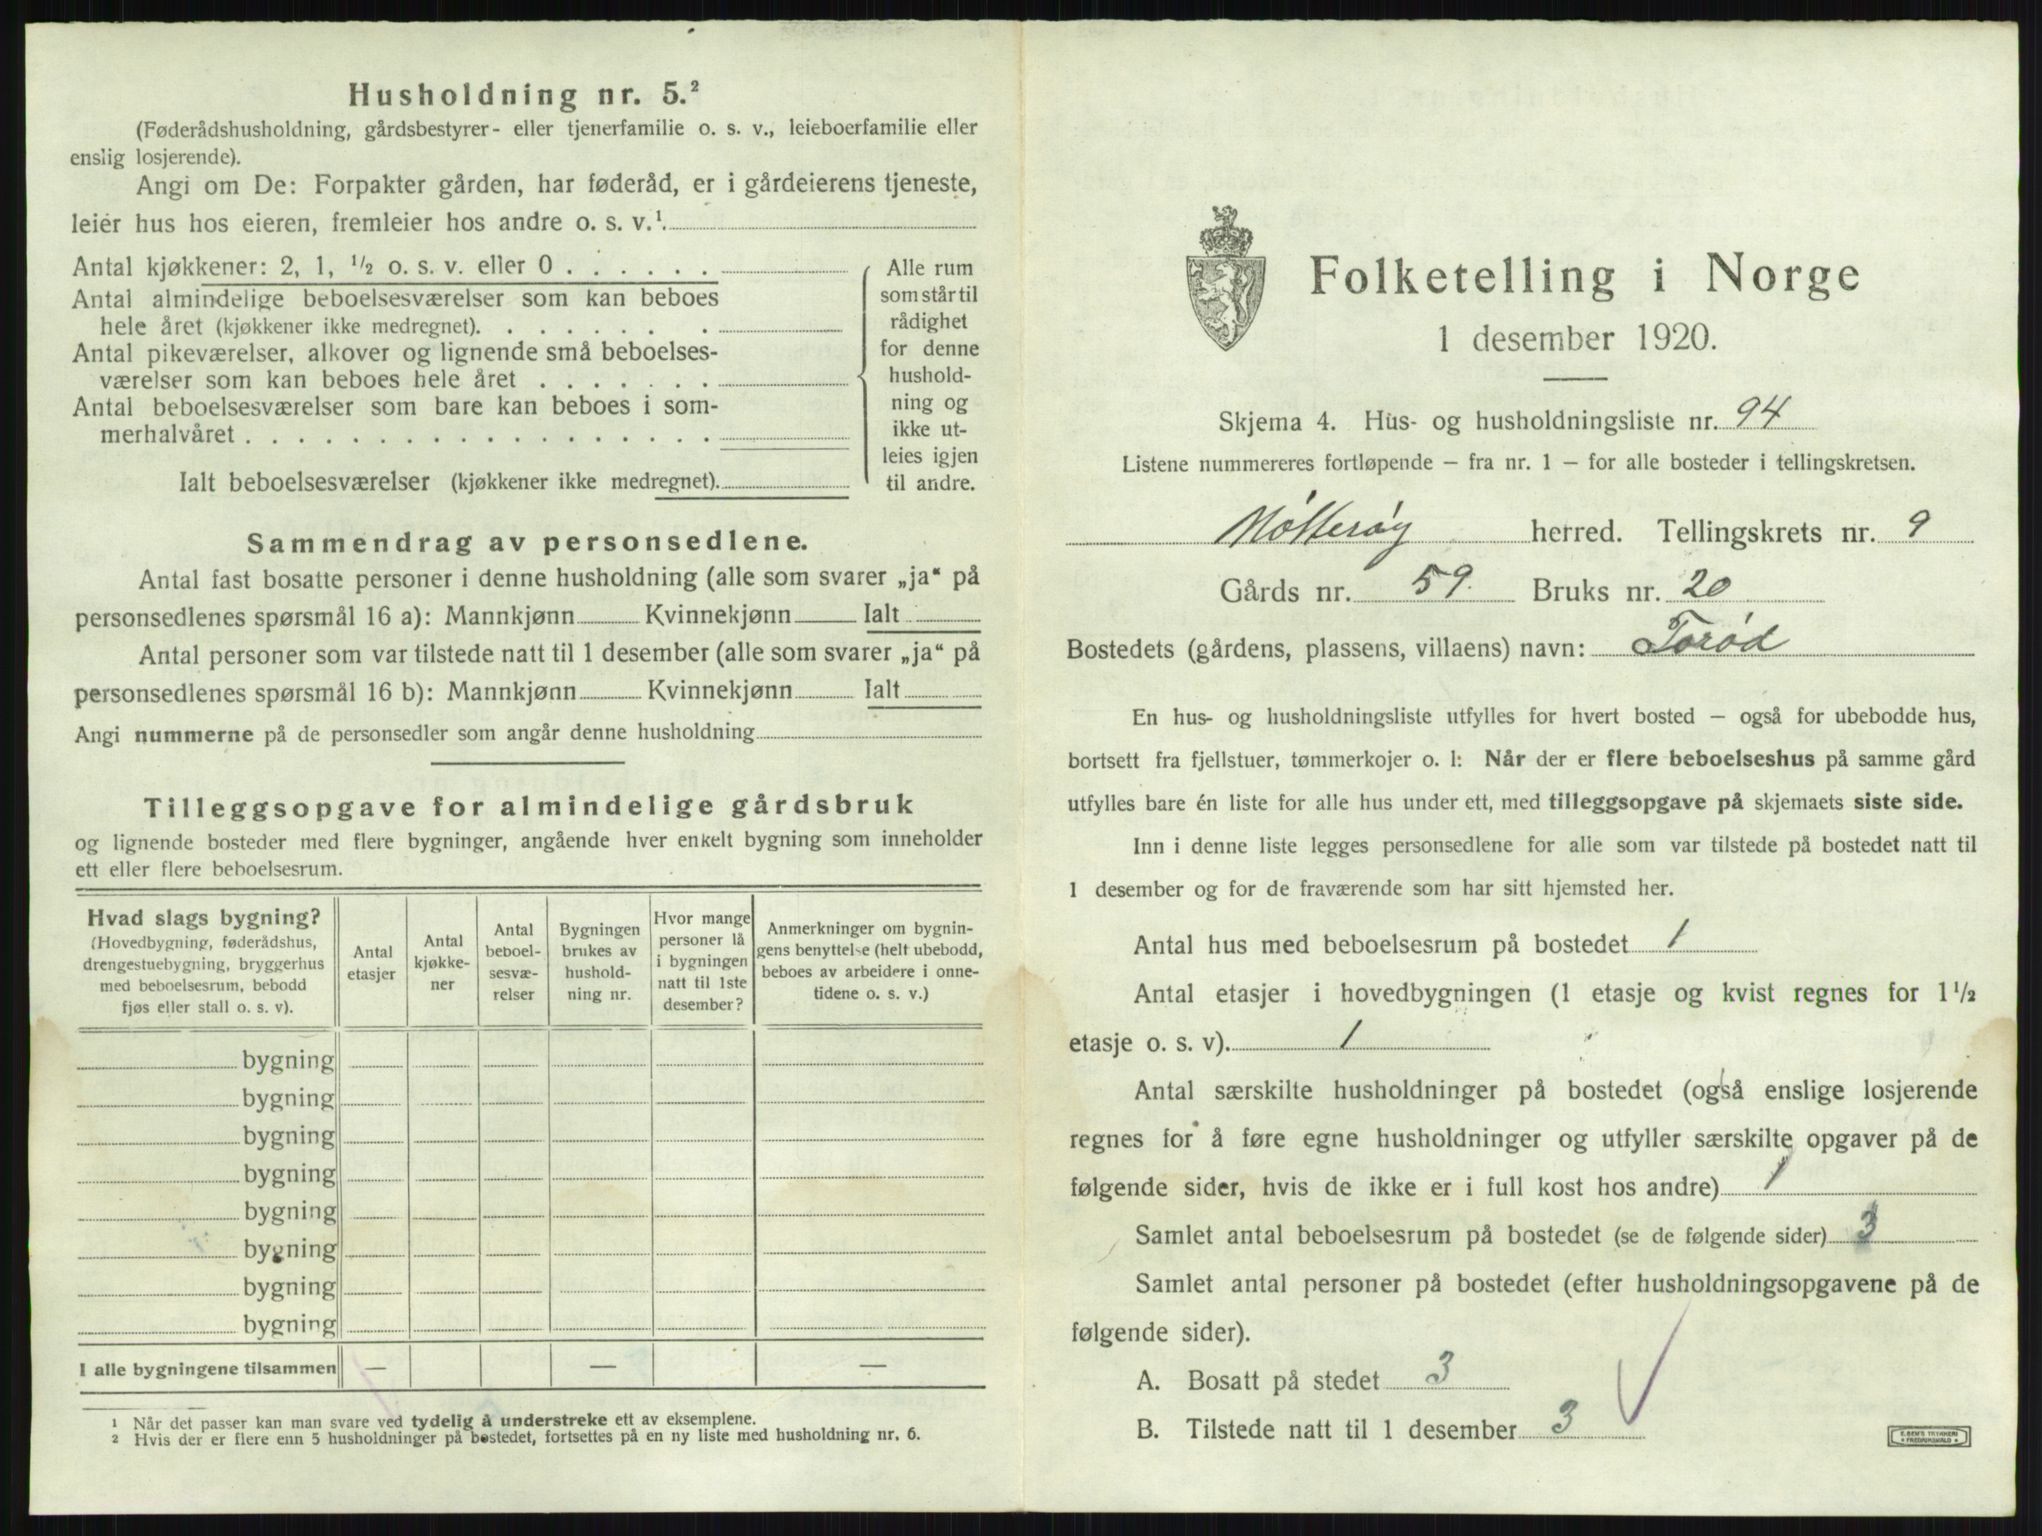 Husholdning nr. 5.²
(Føderådshusholdning, gårdsbestyrer- eller tjenerfamilie o. s. v., leieboerfamilie eller
enslig losjerende).
Angi om De: Forpakter gården, har føderåd, er i gårdeierens tjeneste,
leier hus hos eieren, fremleier hos andre o. s. v.¹
Antal kjøkkener: 2, 1, ½ o. s. v. eller 0 . . . . . .
Antal almindelige beboelsesværelser som kan beboes
hele året (kjøkkener ikke medregnet). . . . . . . .
Antal pikeværelser, alkover og lignende små beboelses-
værelser som kan beboes hele året . . . . . . .
Antal beboelsesværelser som bare kan beboes i som-
merhalvåret . . . . . . . . . . . . . . . . . .
Ialt beboelsesværelser (kjøkkener ikke medregnet).
Alle rum
som står til
rådighet
for denne
hushold-
ning og
ikke ut-
leies igjen
til andre.
Sammendrag av personsedlene.
Antal fast bosatte personer i denne husholdning (alle som svarer „ja“ på
personsedlenes spørsmål 16 a): Mannkjønn Kvinnekjønn Ialt
Antal personer som var tilstede natt til 1 desember (alle som svarer „ja“ på
personsedlenes spørsmål 16 b): Mannkjønn Kvinnekjønn Ialt
Angi nummerne på de personsedler som angår denne husholdning
Tilleggsopgave for almindelige gårdsbruk
og lignende bosteder med flere bygninger, angående hver enkelt bygning som inneholder
ett eller flere beboelsesrum.
Hvad slags bygning?
(Hovedbygning, føderådshus,
drengestuebygning, bryggerhus
med beboelsesrum, bebodd
fjøs eller stall o. s. v).
Antal
etasjer
Antal
kjøkke-
ner
Antal
beboel-
sesvæ-
relser
Bygningen
brukes av
hushold-
ning nr.
Hvor mange
personer lå
i bygningen
natt til 1ste
desember?
Anmerkninger om bygnin-
gens benyttelse (helt ubebodd,
beboes av arbeidere i onne-
tidene o. s. v.)
bygning
bygning
bygning
bygning
bygning
bygning
bygning
bygning
I alle bygningene tilsammen — — —
¹ Når det passer kan man svare ved tydelig å understreke ett av eksemplene.
² Hvis der er flere enn 5 husholdninger på bostedet, fortsettes på en ny liste med husholdning nr. 6.
Folketelling i Norge
1 desember 1920.
Skjema 4. Hus- og husholdningsliste nr. 94
Listene nummereres fortløpende – fra nr. 1 – for alle bosteder i tellingskretsen.
Nøtterøy herred. Tellingskrets nr. 9
Gårds nr. 59. Bruks nr. 20
Bostedets (gårdens, plassens, villaens) navn: Torød
En hus- og husholdningsliste utfylles for hvert bosted – også for ubebodde hus,
bortsett fra fjellstuer, tømmerkojer o. l: Når der er flere beboelseshus på samme gård
utfylles bare én liste for alle hus under ett, med tilleggsopgave på skjemaets siste side.
Inn i denne liste legges personsedlene for alle som var tilstede på bostedet natt til
1 desember og for de fraværende som har sitt hjemsted her.
Antal hus med beboelsesrum på bostedet 1
Antal etasjer i hovedbygningen (1 etasje og kvist regnes for 1½
etasje o. s. v). 1
Antal særskilte husholdninger på bostedet (også enslige losjerende
regnes for å føre egne husholdninger og utfyller særskilte opgaver på de
følgende sider, hvis de ikke er i full kost hos andre) 1
Samlet antal beboelsesrum på bostedet (se de følgende sider) 3
Samlet antal personer på bostedet (efter husholdningsopgavene på de
følgende sider).
A. Bosatt på stedet 3
B. Tilstede natt til 1 desember 3